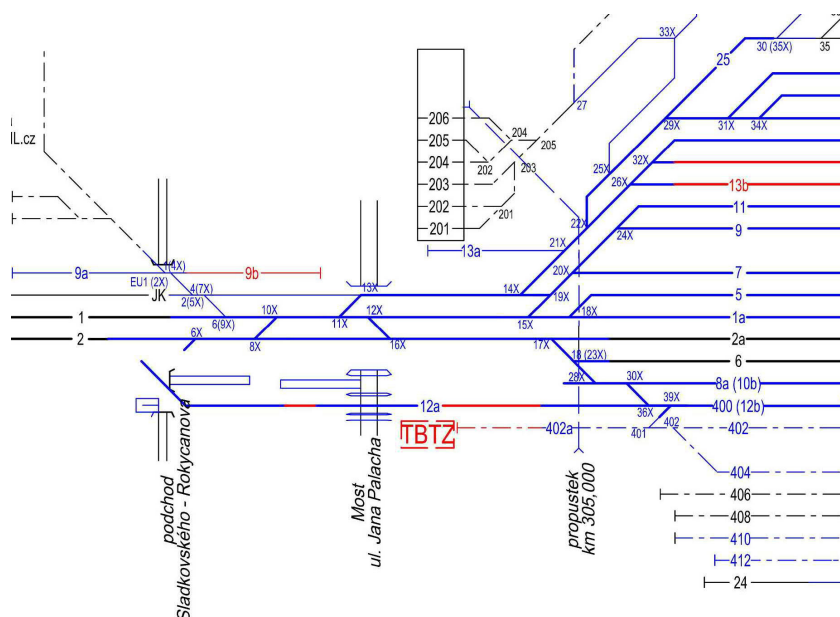 33X
30 (35X)
35
25
27
IL.cz
206
205
204
203
202
201
204
205
202
203
201
29X
31X
34X
25X
32X
26X
13b
22X
11
24X
9
13a
21X
20X
7
9a
9b
1(4X)
EU1 (2X)
4(7X)
2(5X)
JK
13X
14X
19X
5
1
6(9X)
10X
11X
12X
15X
18X
1a
2
6X
8X
16X
17X
2a
18 (23X)
6
28X
30X
8a (10b)
12a
36X
39X
400 (12b)
TBTZ
402a
401
402
402
404
406
408
410
412
24
podchod
Sladkovského - Rokycanova
Most
ul. Jana Palacha
propustek
km 305,000